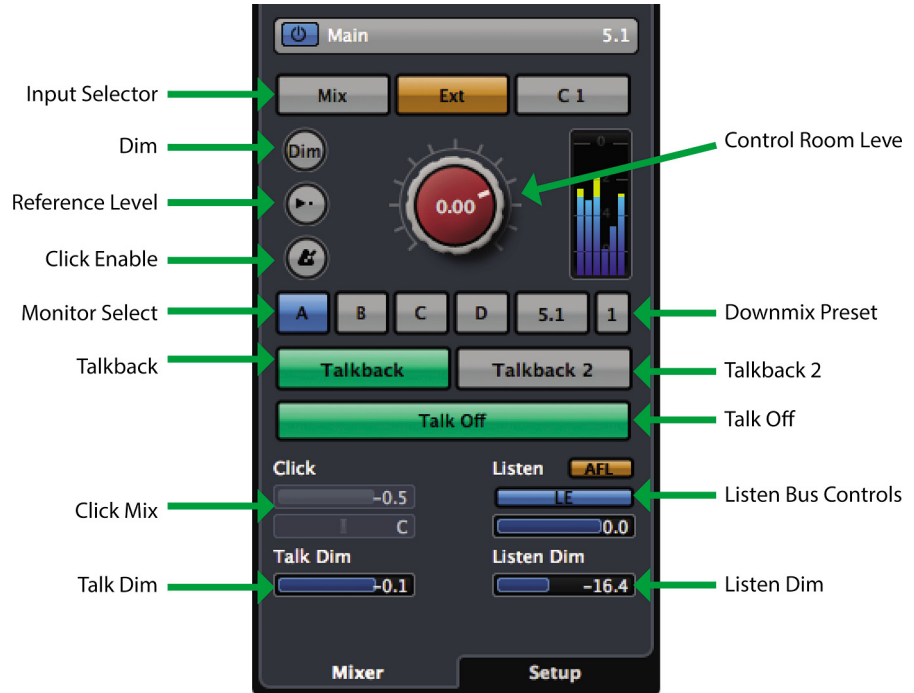 Main 5.1
Input Selector Mix Ext C 1
Dim Dim 0 Control Room Leve
Reference Level 0.00 4
Click Enable
Monitor Select A B C D 5.1 1 Downmix Preset
Talkback Talkback Talkback 2 Talkback 2
Talk Off Talk Off
Click Listen AFL
-0.5 LE Listen Bus Controls
Click Mix C 0.0
Talk Dim Listen Dim
Talk Dim -0.1 -16.4 Listen Dim
Mixer Setup